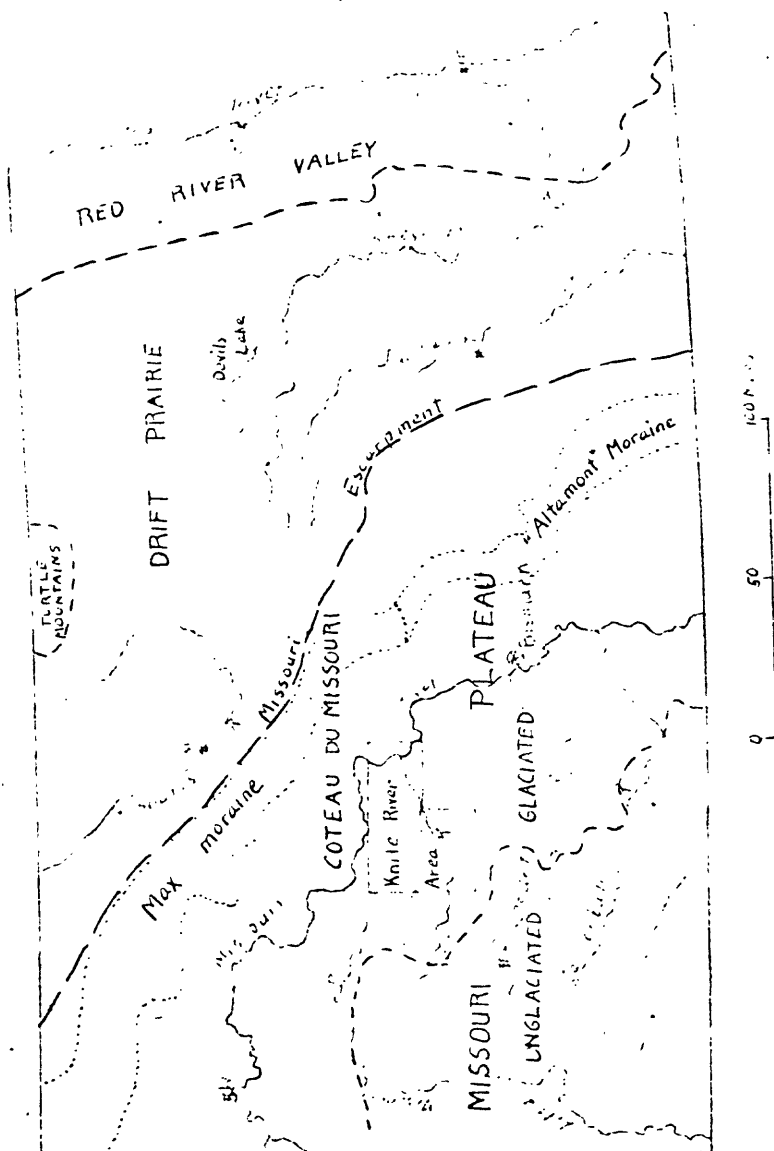 River
RED RIVER VALLEY
DRIFT PRAIRIE
Devils
Lake
TURTLE
MOUNTAINS
Missouri Escarpment
Max moraine
COTEAU DU MISSOURI
"Altamont" Moraine
MISSOURI PLATEAU
GLACIATED
UNGLACIATED
Knife River
Area
Missouri
0 50 100